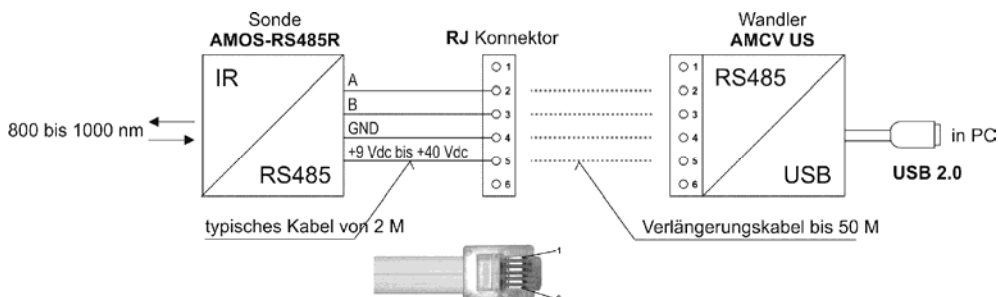 Sonde
AMOS-RS485R
RJ Konnektor
Wandler
AMCV US
IR
RS485
800 bis 1000 nm
A
B
GND
+9 Vdc bis +40 Vdc
1
2
3
4
5
6
1
2
3
4
5
6
RS485
USB
in PC
USB 2.0
typisches Kabel von 2 M
Verlängerungskabel bis 50 M
1